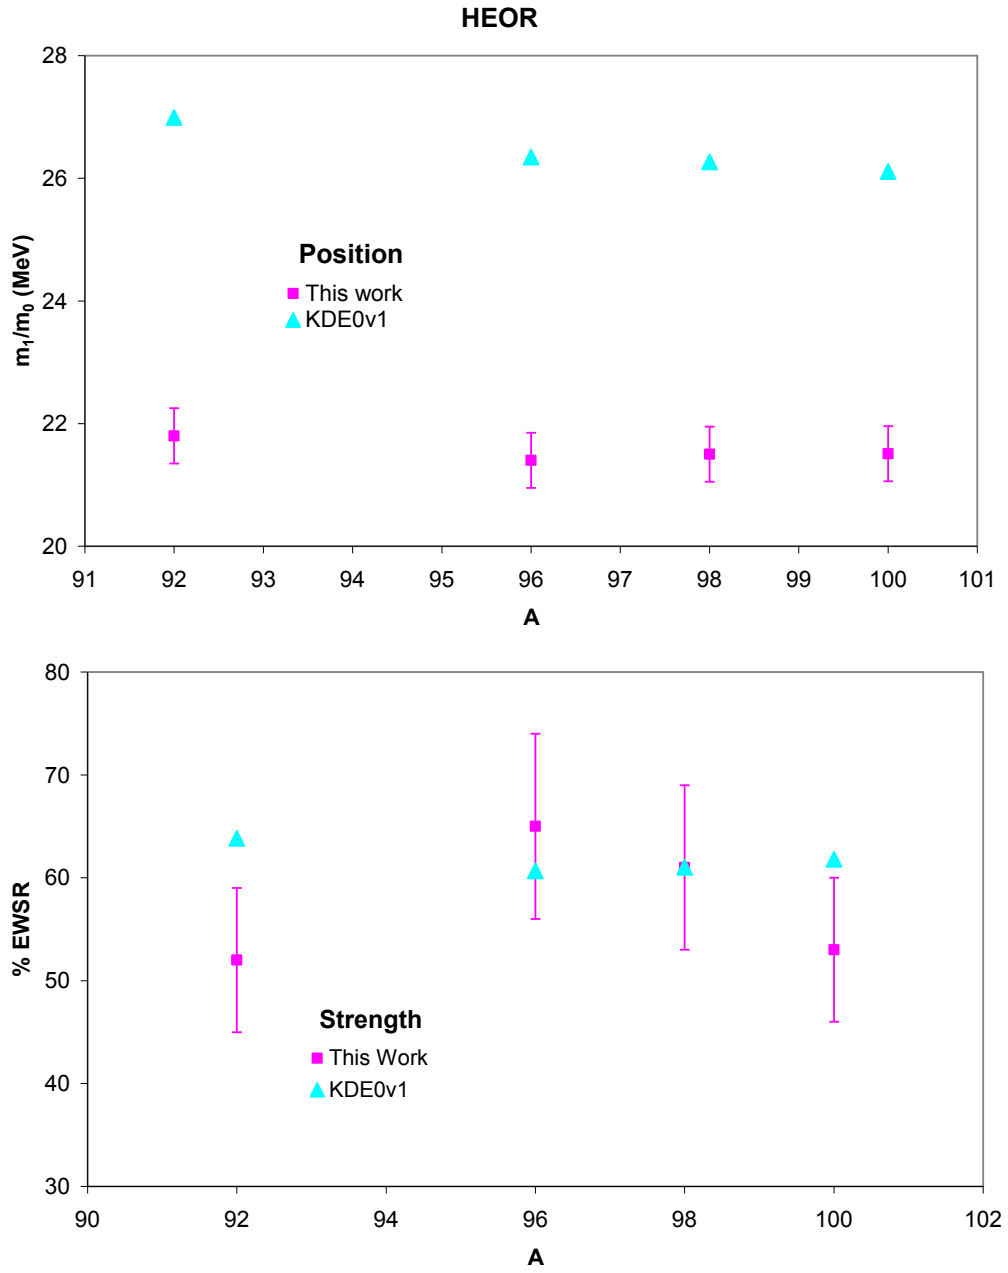 HEOR
28
26
24
22
20
m₁/m₀ (MeV)
Position
This work
KDE0v1
91 92 93 94 95 96 97 98 99 100 101
A
80
70
60
50
40
30
% EWSR
Strength
This Work
KDE0v1
90 92 94 96 98 100 102
A